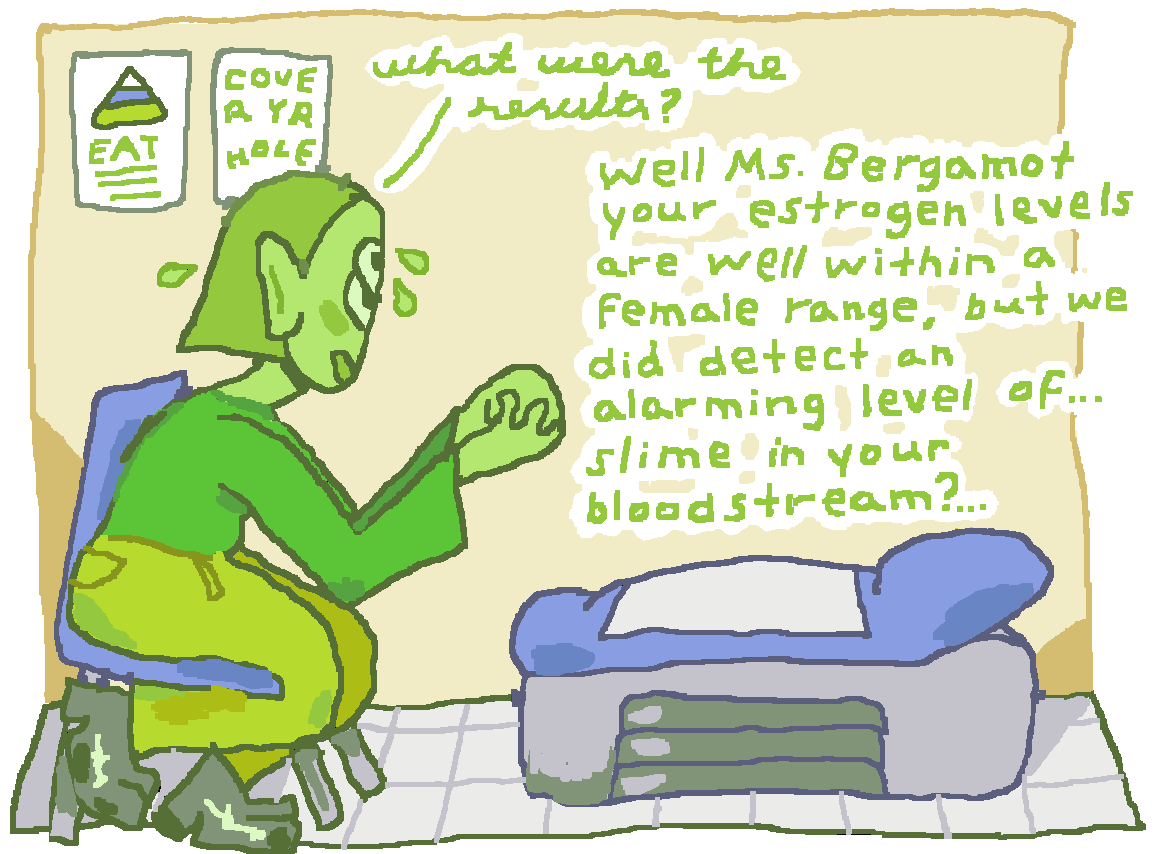 EAT
COVE
R YR
HOLE
what were the
results?
Well Ms. Bergamot
your estrogen levels
are well within a
female range, but we
did detect an
alarming level of...
slime in your
bloodstream?...